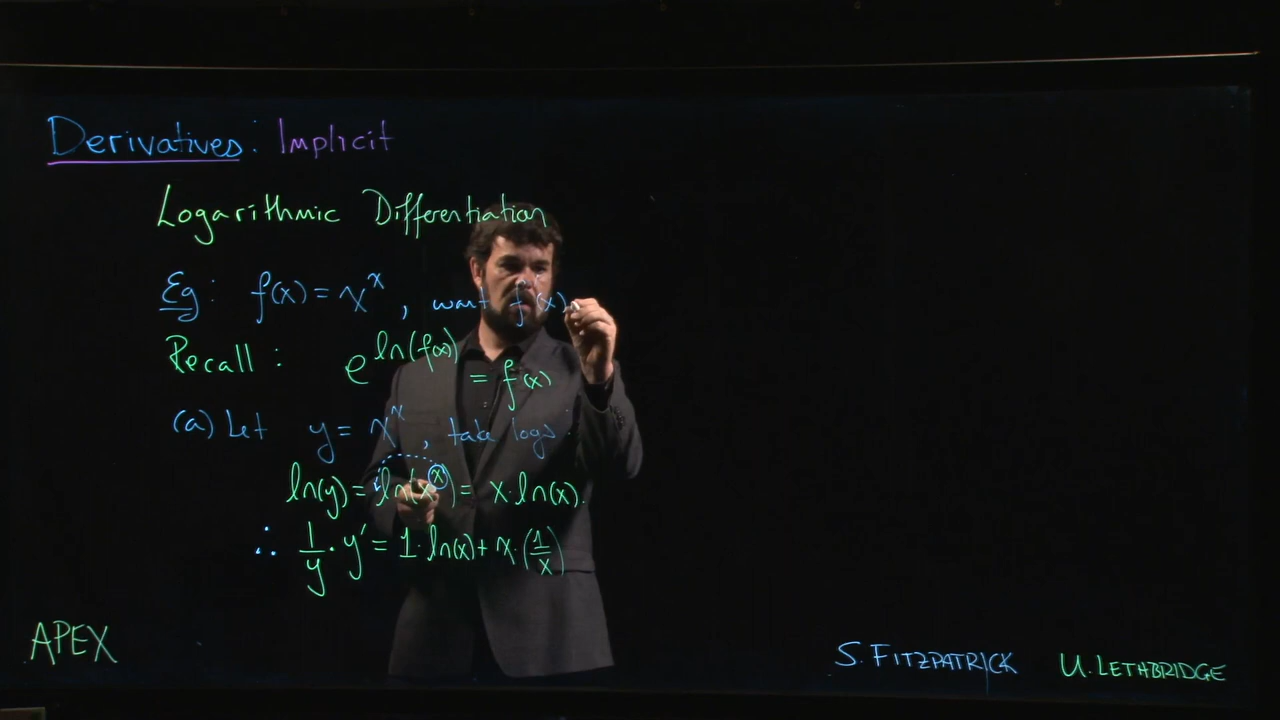 Derivatives: Implicit
Logarithmic Differentiation
Eg: f(x) = x^x, want f'(x)
Recall: e^ln(f(x)) = f(x)
(a) Let y = x^x, take logs.
ln(y) = ln(x^x) = x·ln(x).
∴ 1/y · y' = 1·ln(x) + x·(1/x)
APEX
S. FITZPATRICK U. LETHBRIDGE